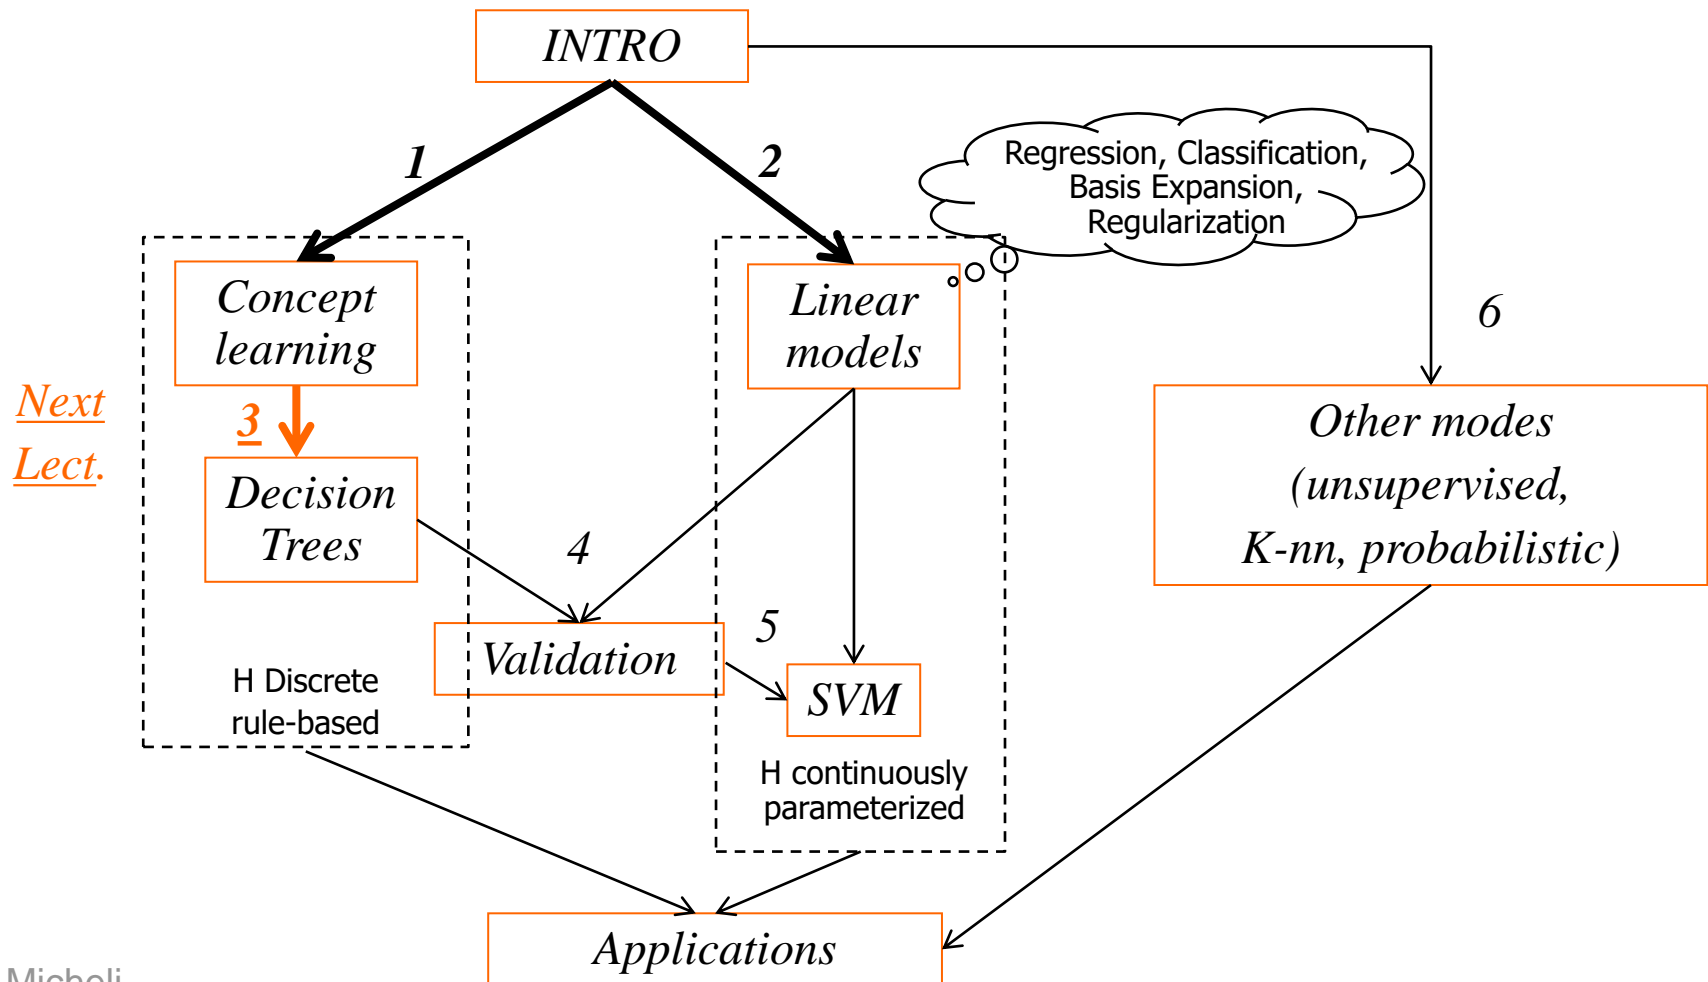 INTRO
1
2
Regression, Classification,
Basis Expansion,
Regularization
Concept
learning
Linear
models
6
Next
Lect.
3
Other modes
(unsupervised,
K-nn, probabilistic)
Decision
Trees
4
5
Validation
SVM
H Discrete
rule-based
H continuously
parameterized
Applications
Micheli